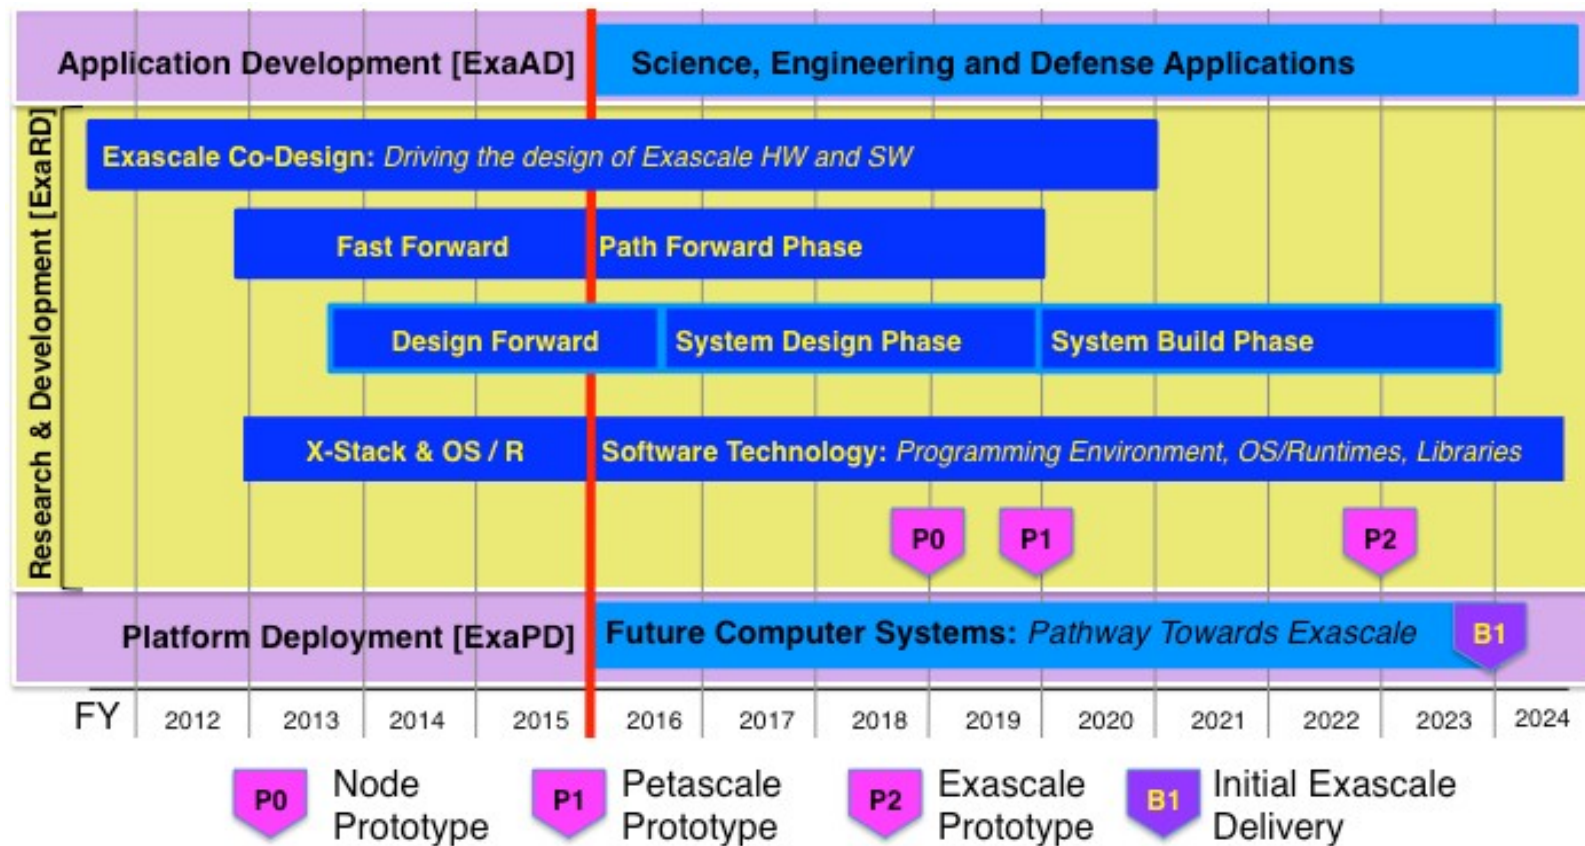 Application Development [ExaAD]
Science, Engineering and Defense Applications
Research & Development [ExaRD]
Exascale Co-Design: Driving the design of Exascale HW and SW
Fast Forward
Path Forward Phase
Design Forward
System Design Phase
System Build Phase
X-Stack & OS / R
Software Technology: Programming Environment, OS/Runtimes, Libraries
P0
P1
P2
Platform Deployment [ExaPD]
Future Computer Systems: Pathway Towards Exascale
B1
FY 2012 2013 2014 2015 2016 2017 2018 2019 2020 2021 2022 2023 2024
P0
Node
Prototype
P1
Petascale
Prototype
P2
Exascale
Prototype
B1
Initial Exascale
Delivery